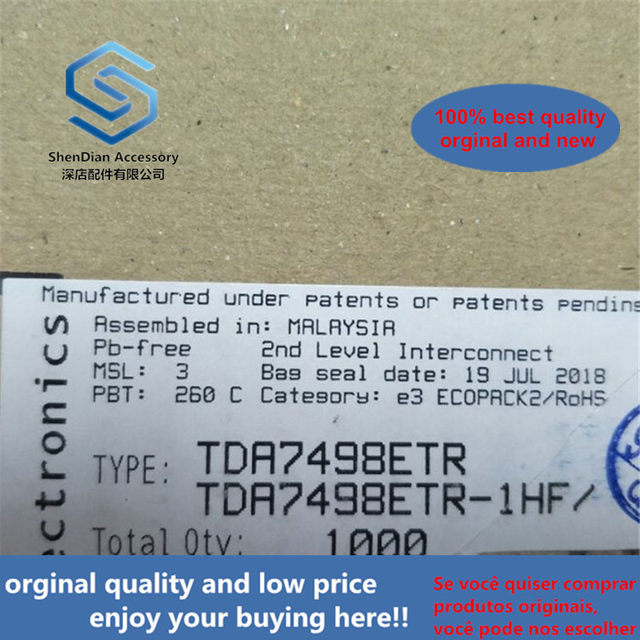 ShenDian Accessory
深店配件有限公司
100% best quality
orginal and new
Manufactured under patents or patents pending
Assembled in: MALAYSIA
Pb-free 2nd Level Interconnect
MSL: 3 Bag seal date: 19 JUL 2018
PBT: 260 C Category: e3 ECOPACK2/RoHS
ectronics
TYPE: TDA7498ETR
TDA7498ETR-1HF/
Total Qty: 1000
orginal quality and low price
enjoy your buying here!!
Se você quiser comprar
produtos originais,
você pode nos escolher